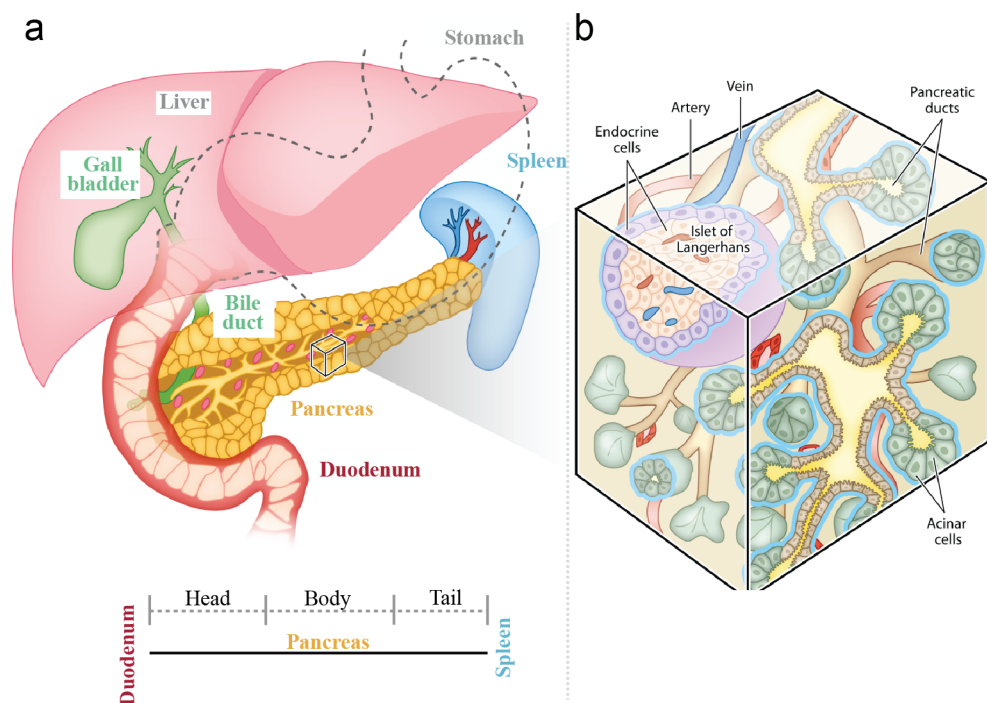 a
Stomach
Liver
Gall
bladder
Spleen
Bile
duct
Pancreas
Duodenum
Head
Body
Tail
Pancreas
Duodenum
Spleen
b
Vein
Artery
Pancreatic
ducts
Endocrine
cells
Islet of
Langerhans
Acinar
cells